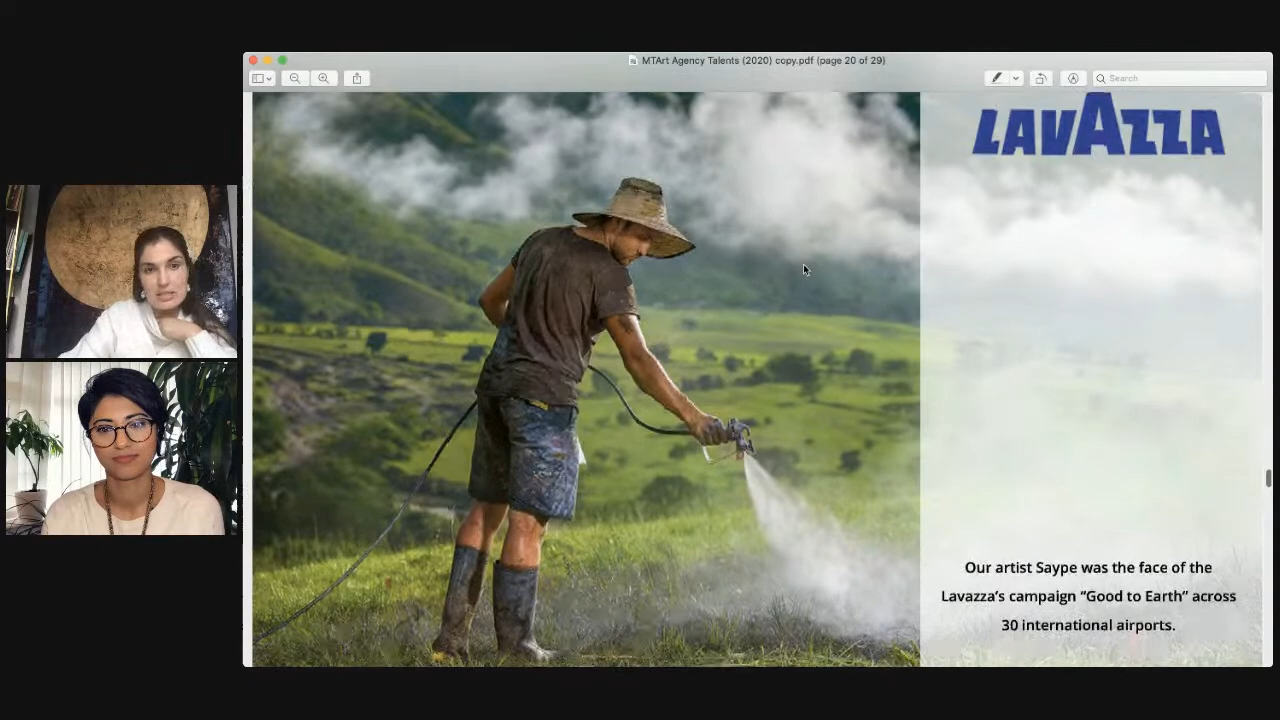 MTArt Agency Talents (2020) copy.pdf (page 20 of 29)
Search
LAVAZZA
Our artist Saype was the face of the
Lavazza's campaign “Good to Earth” across
30 international airports.